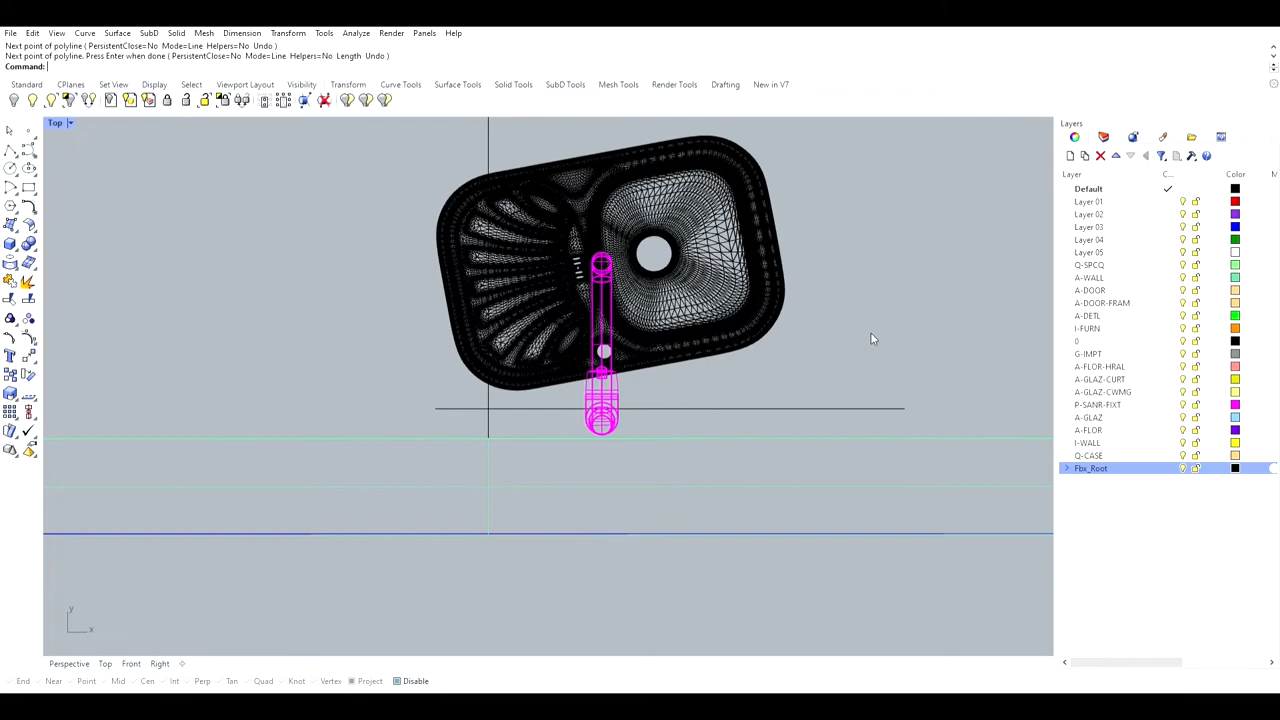 File Edit View Curve Surface SubD Solid Mesh Dimension Transform Tools Analyze Render Panels Help
Next point of polyline ( PersistentClose=No Mode=Line Helpers=No Undo )
Next point of polyline. Press Enter when done ( PersistentClose=No Mode=Line Helpers=No Length Undo )
Command:
Standard CPlanes Set View Display Select Viewport Layout Visibility Transform Curve Tools Surface Tools Solid Tools SubD Tools Mesh Tools Render Tools Drafting New in V7
Top
Layers
Layer C... Color M
Default
Layer 01
Layer 02
Layer 03
Layer 04
Layer 05
Q-SPCQ
A-WALL
A-DOOR
A-DOOR-FRAM
A-DETL
I-FURN
0
G-IMPT
A-FLOR-HRAL
A-GLAZ-CURT
A-GLAZ-CWMG
P-SANR-FIXT
A-GLAZ
A-FLOR
I-WALL
Q-CASE
Fbx_Root
y
x
Perspective Top Front Right
End Near Point Mid Cen Int Perp Tan Quad Knot Vertex Project Disable